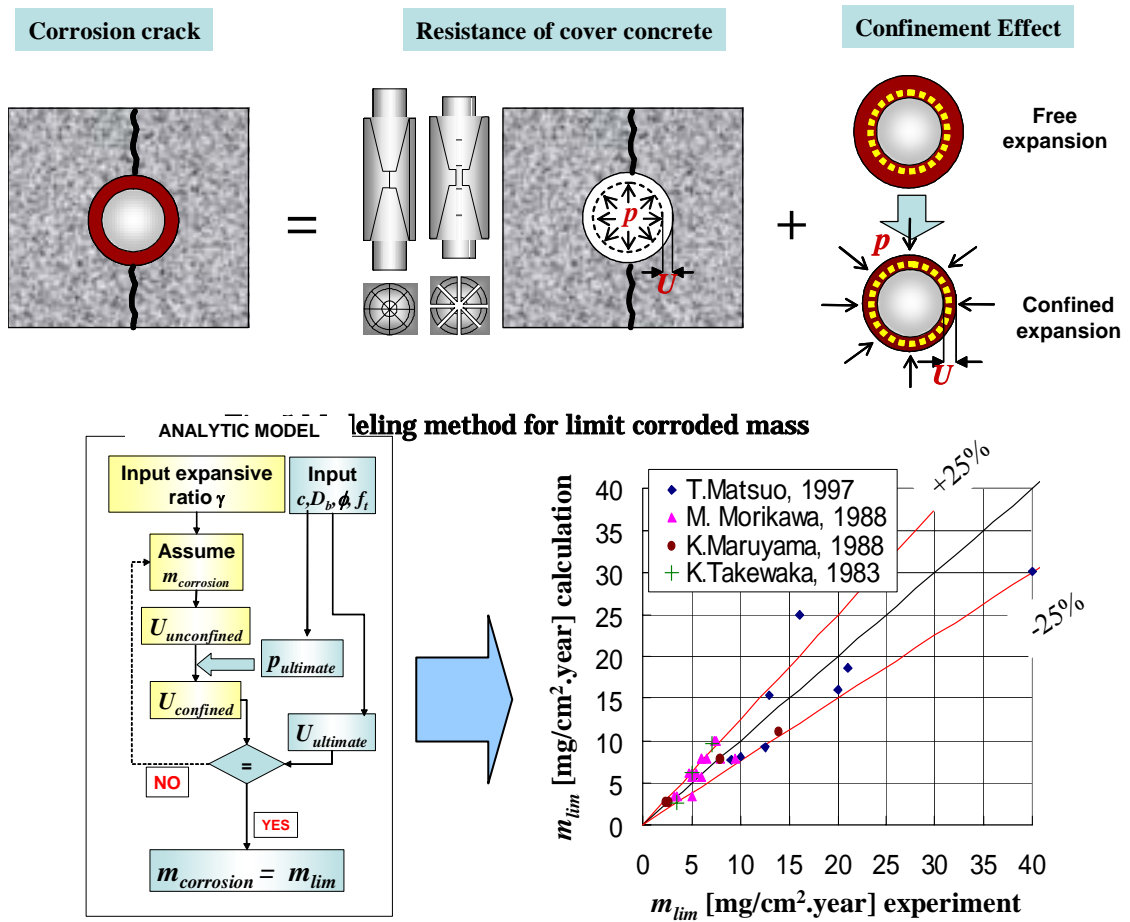 Corrosion crack
Resistance of cover concrete
Confinement Effect
Free
expansion
=
+
p
U
p
Confined
expansion
U
deling method for limit corroded mass
ANALYTIC MODEL
Input expansive
ratio γ
Input
c,D_b,ϕ,f_t
Assume
m_corrosion
U_unconfined
p_ultimate
U_confined
U_ultimate
=
NO
YES
m_corrosion = m_lim
m_lim [mg/cm².year] calculation
40
35
30
25
20
15
10
5
0
T.Matsuo, 1997
M. Morikawa, 1988
K.Maruyama, 1988
K.Takewaka, 1983
+25%
-25%
0 5 10 15 20 25 30 35 40
m_lim [mg/cm².year] experiment